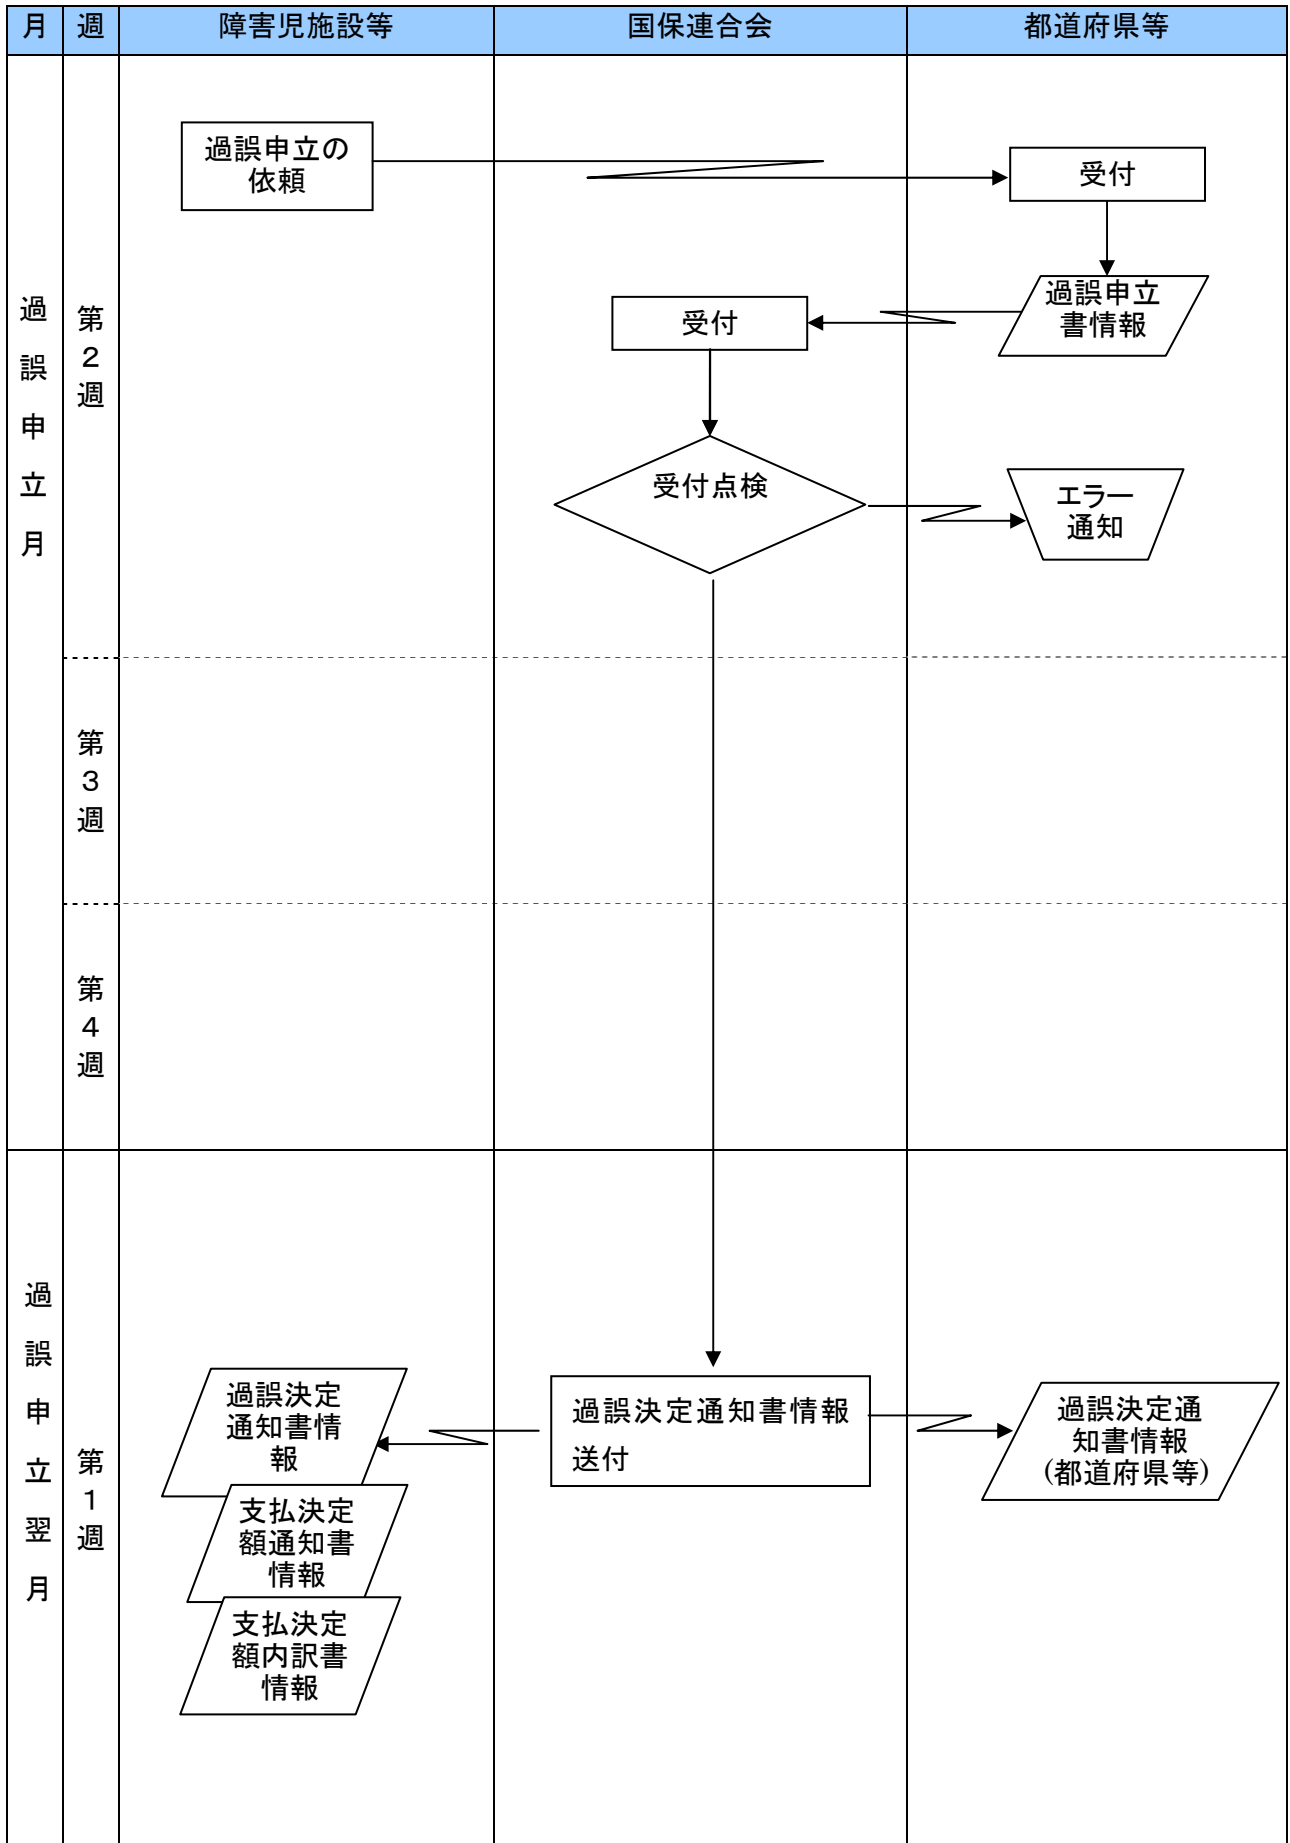 月 週 障害児施設等 国保連合会 都道府県等
過誤申立月
第2週
過誤申立の
依頼
受付
過誤申立
書情報
受付
受付点検
エラー
通知
第3週
第4週
過誤申立翌月
第1週
過誤決定
通知書情
報
支払決定
額通知書
情報
支払決定
額内訳書
情報
過誤決定通知書情報
送付
過誤決定通
知書情報
(都道府県等)